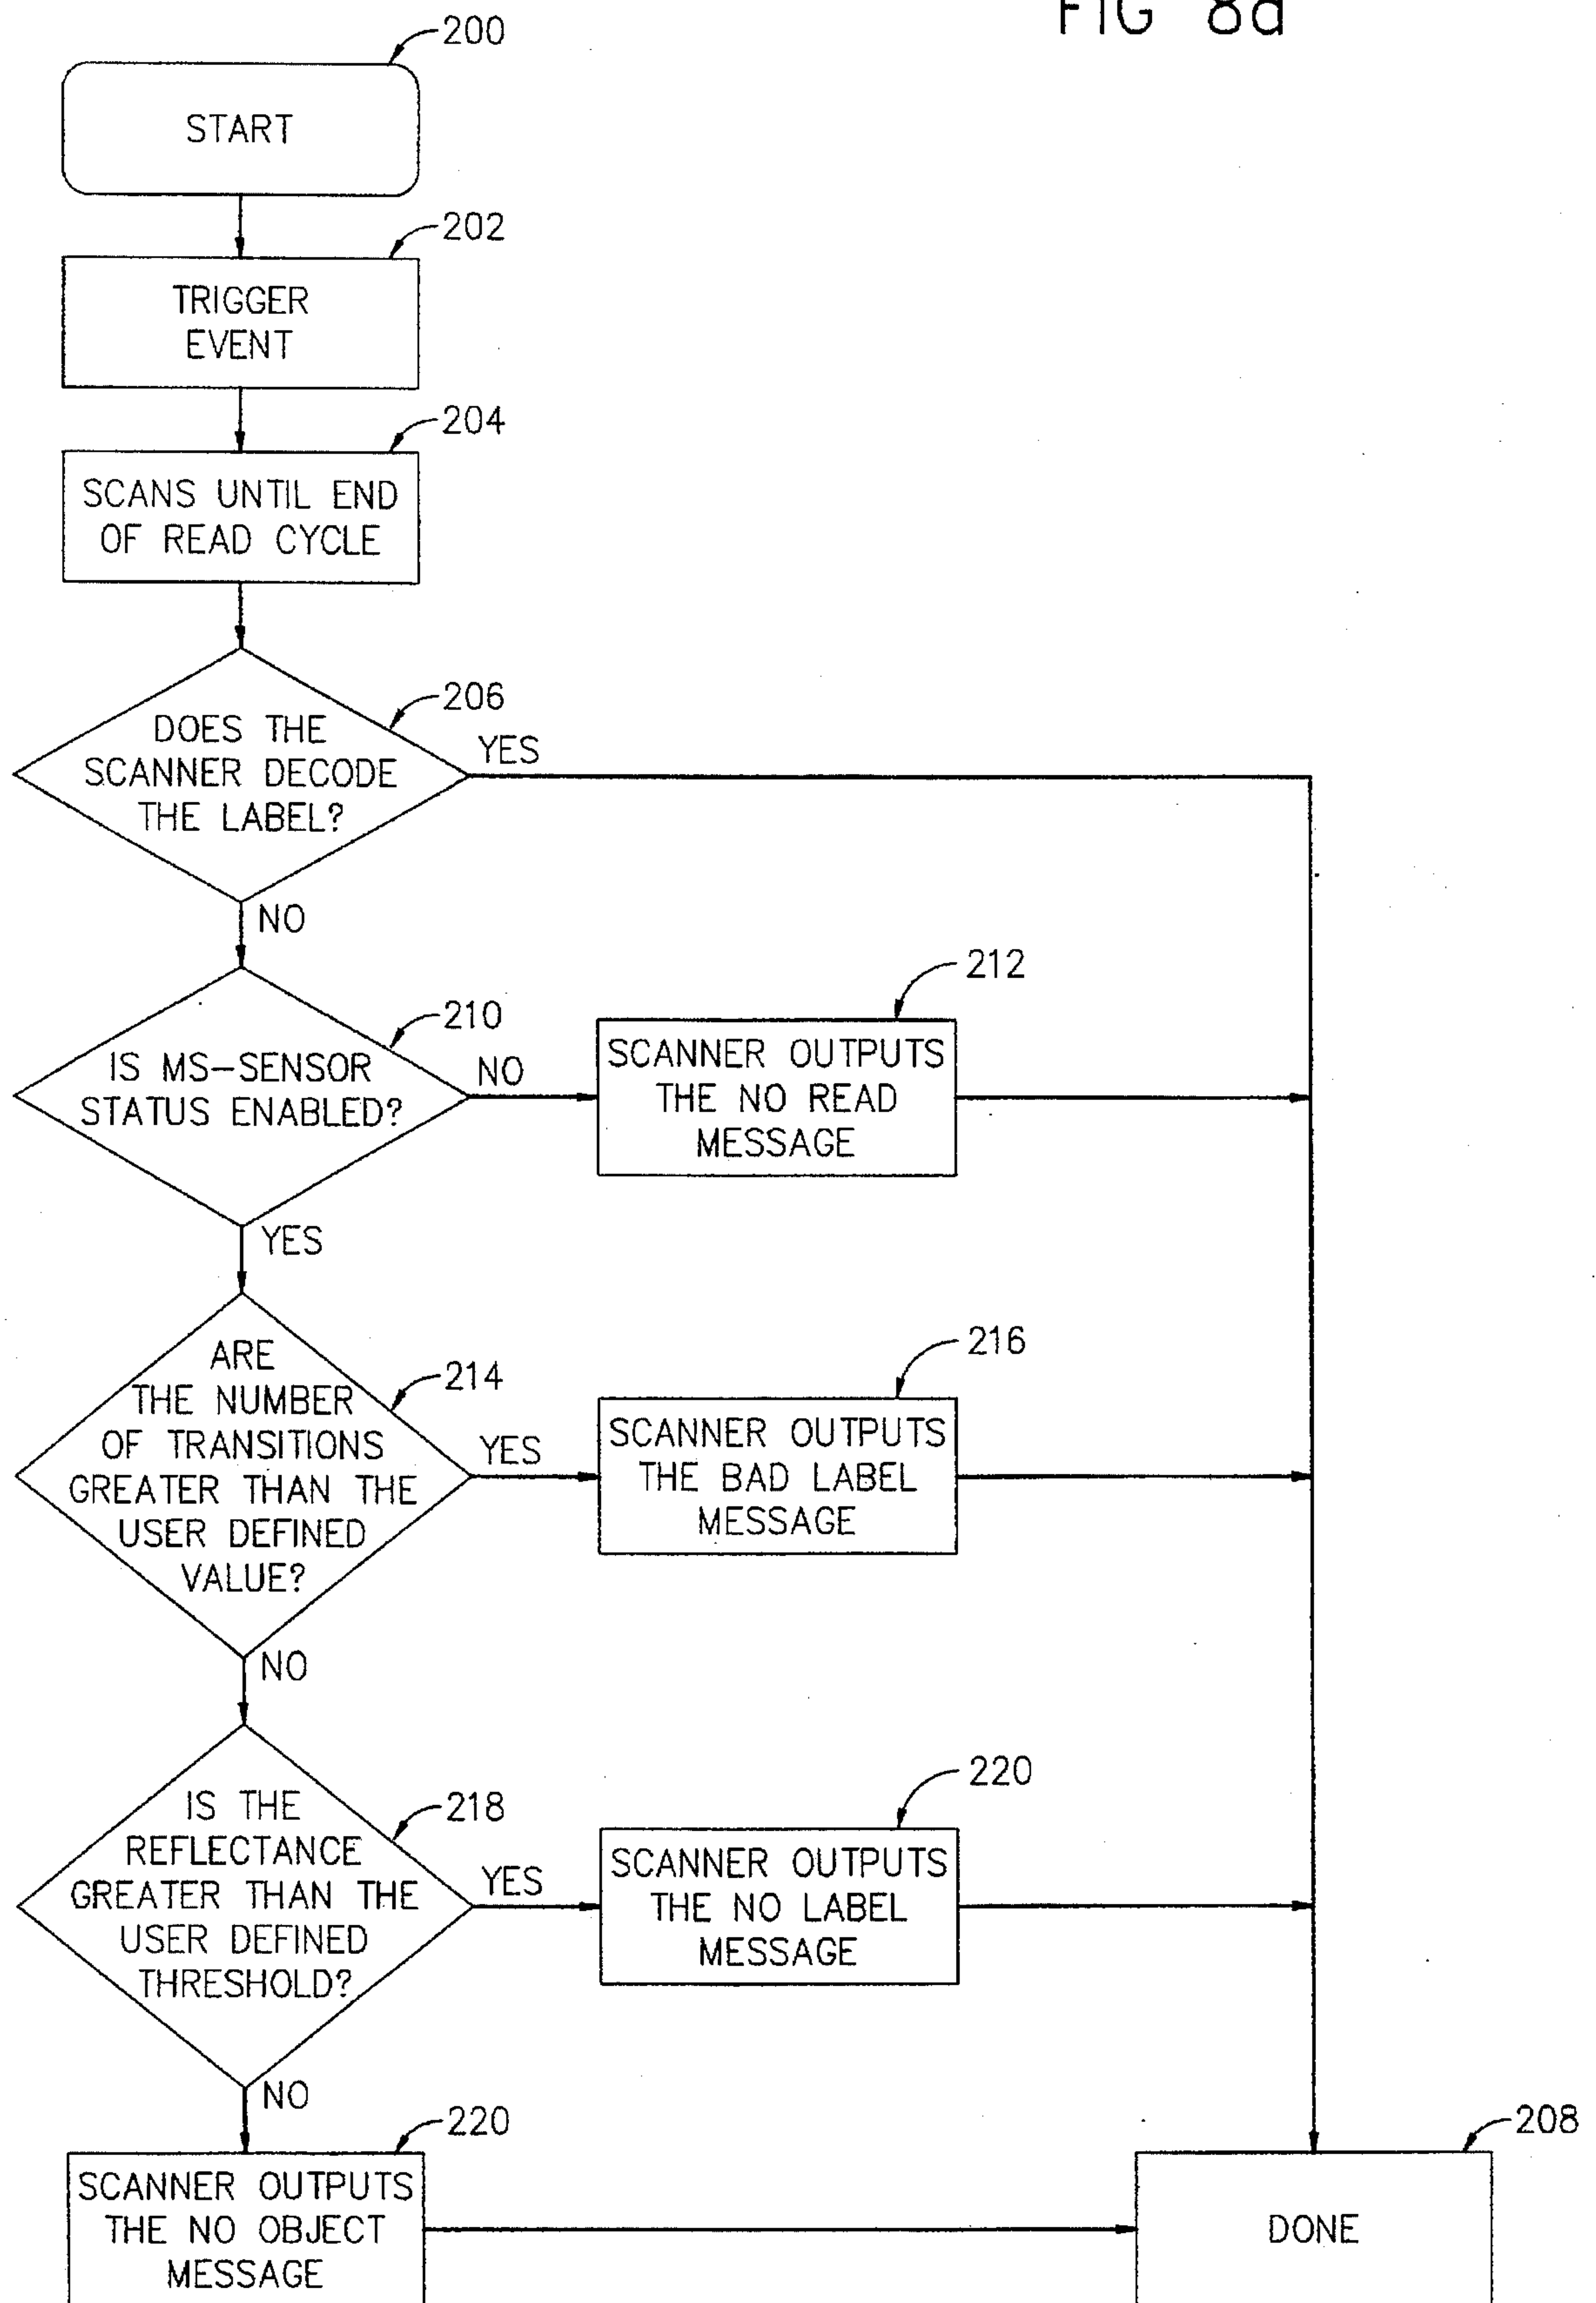 FIG 8a
200
START
202
TRIGGER
EVENT
204
SCANS UNTIL END
OF READ CYCLE
206
DOES THE
SCANNER DECODE
THE LABEL?
YES
NO
210
IS MS-SENSOR
STATUS ENABLED?
NO
212
SCANNER OUTPUTS
THE NO READ
MESSAGE
YES
214
ARE
THE NUMBER
OF TRANSITIONS
GREATER THAN THE
USER DEFINED
VALUE?
YES
216
SCANNER OUTPUTS
THE BAD LABEL
MESSAGE
NO
218
IS THE
REFLECTANCE
GREATER THAN THE
USER DEFINED
THRESHOLD?
YES
220
SCANNER OUTPUTS
THE NO LABEL
MESSAGE
NO
220
SCANNER OUTPUTS
THE NO OBJECT
MESSAGE
208
DONE